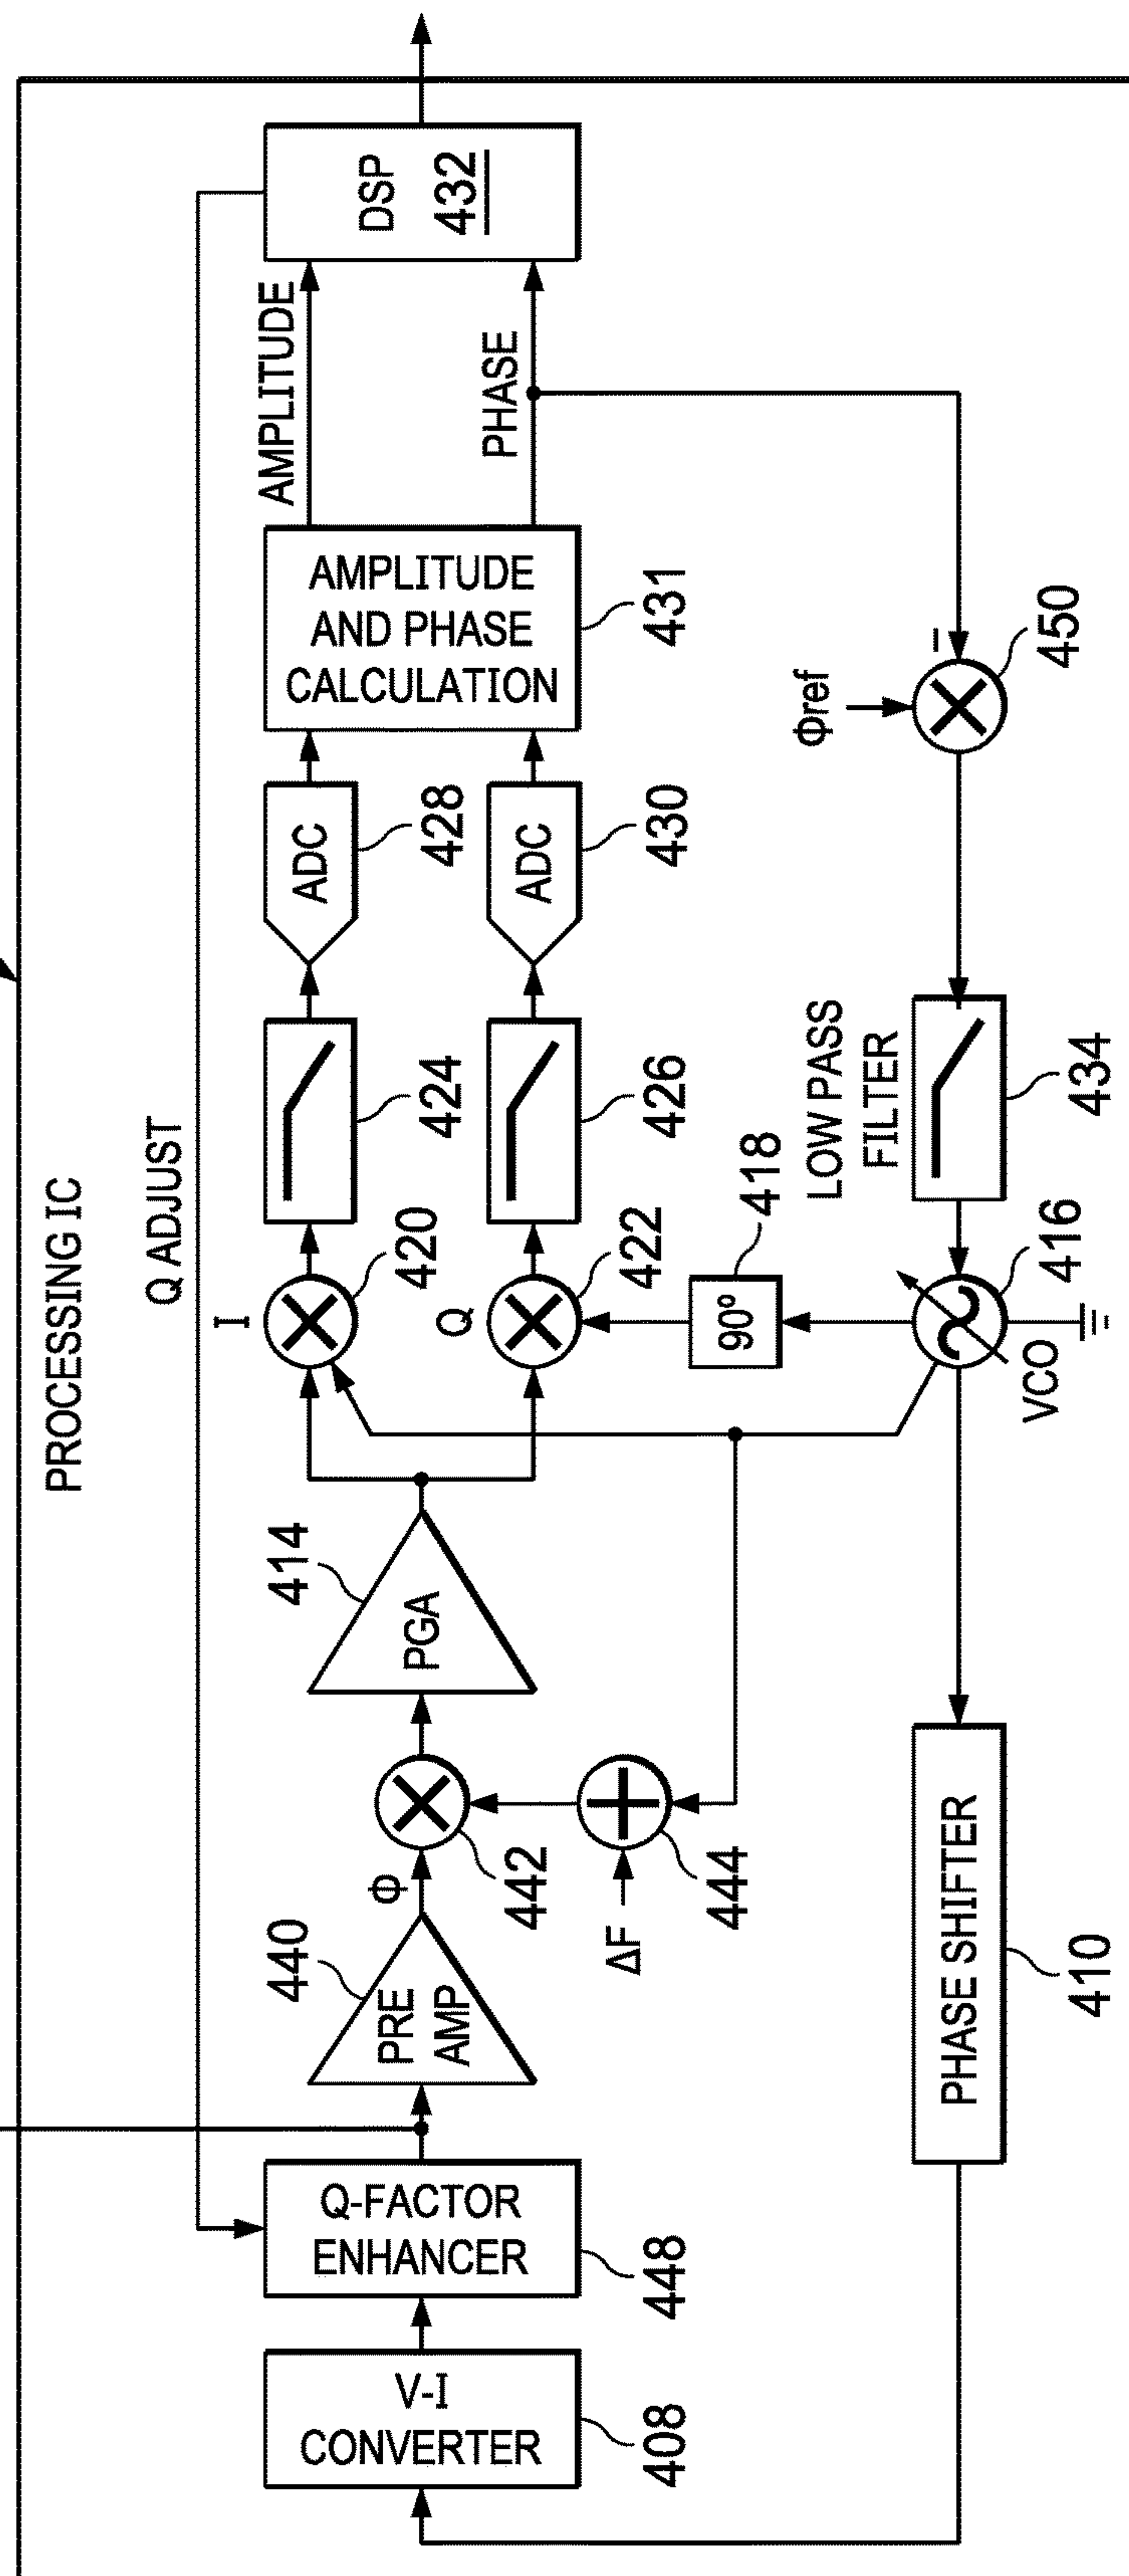 PROCESSING IC
Q ADJUST
V-I
CONVERTER
408
Q-FACTOR
ENHANCER
448
PRE
AMP
440
Φ
442
ΔF
444
PGA
414
I
420
Q
422
90º
418
424
426
ADC
428
ADC
430
AMPLITUDE
AND PHASE
CALCULATION
431
AMPLITUDE
PHASE
DSP
432
PHASE SHIFTER
410
VCO
416
LOW PASS
FILTER
434
Φref
–
450